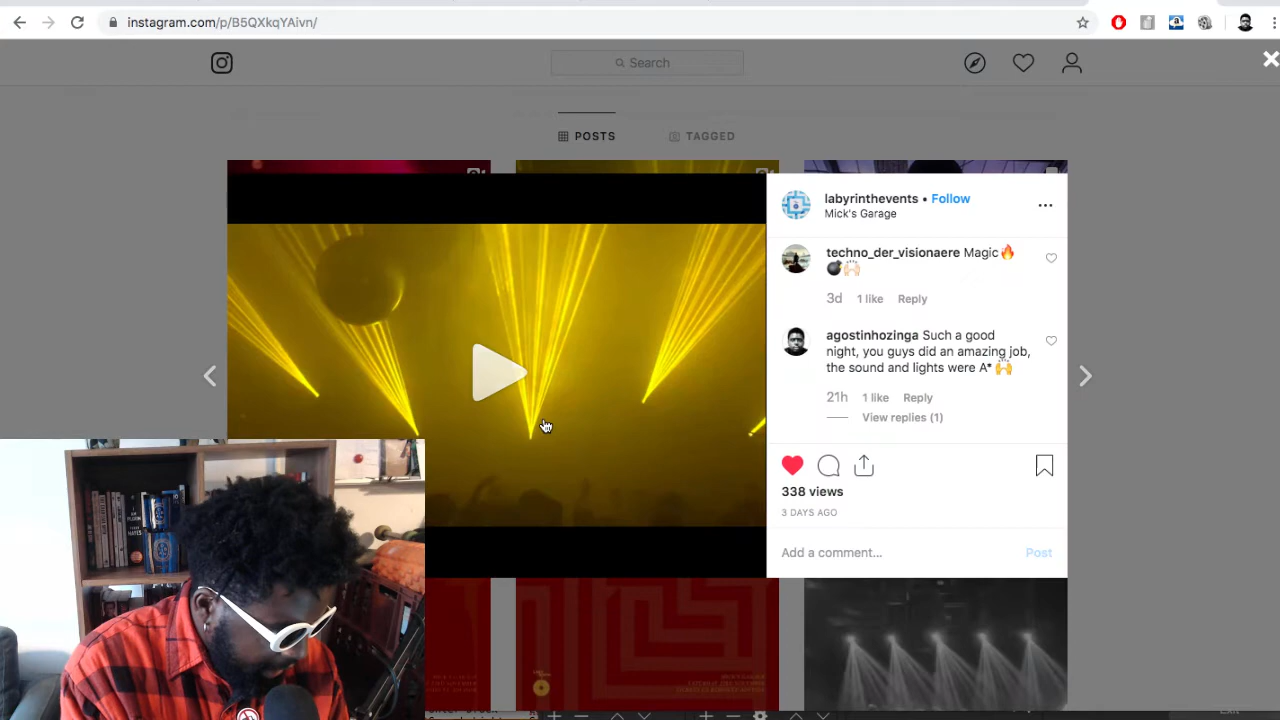 instagram.com/p/B5QXkqYAivn/
Search
POSTS
TAGGED
labyrinthevents • Follow
Mick's Garage
techno_der_visionaere Magic🔥
💣🙌🏻
3d 1 like Reply
agostinhozinga Such a good
night, you guys did an amazing job,
the sound and lights were A* 🙌
21h 1 like Reply
View replies (1)
338 views
3 DAYS AGO
Add a comment...
Post